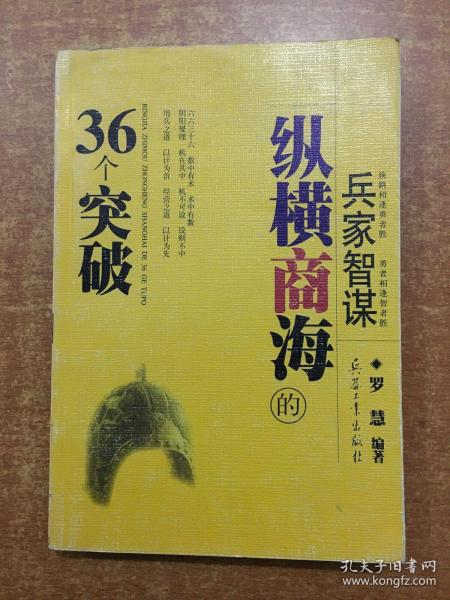 狭路相逢勇者胜
勇者相逢智者胜
兵家智谋
罗慧 编著
兵器工业出版社
纵横商海
的
36
个
突破
六六三十六 数中有术 术中有数
阴阳燮理 机在其中 机不可设 设则不中
用兵之道 以计为首 经营之道 以计为先
BINGJIA ZHIMOU ZHONGHENG SHANGHAI DE 36 GE TUPO
孔夫子旧书网
www.kongfz.com